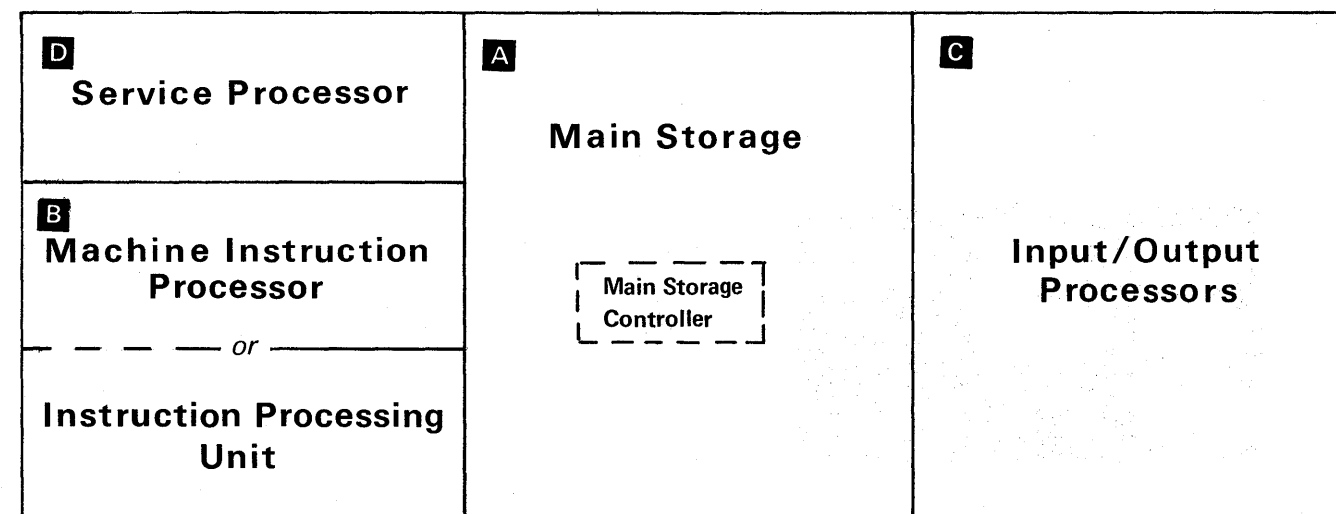 D
Service Processor
B
Machine Instruction
Processor
or
Instruction Processing
Unit
A
Main Storage
Main Storage
Controller
C
Input/Output
Processors